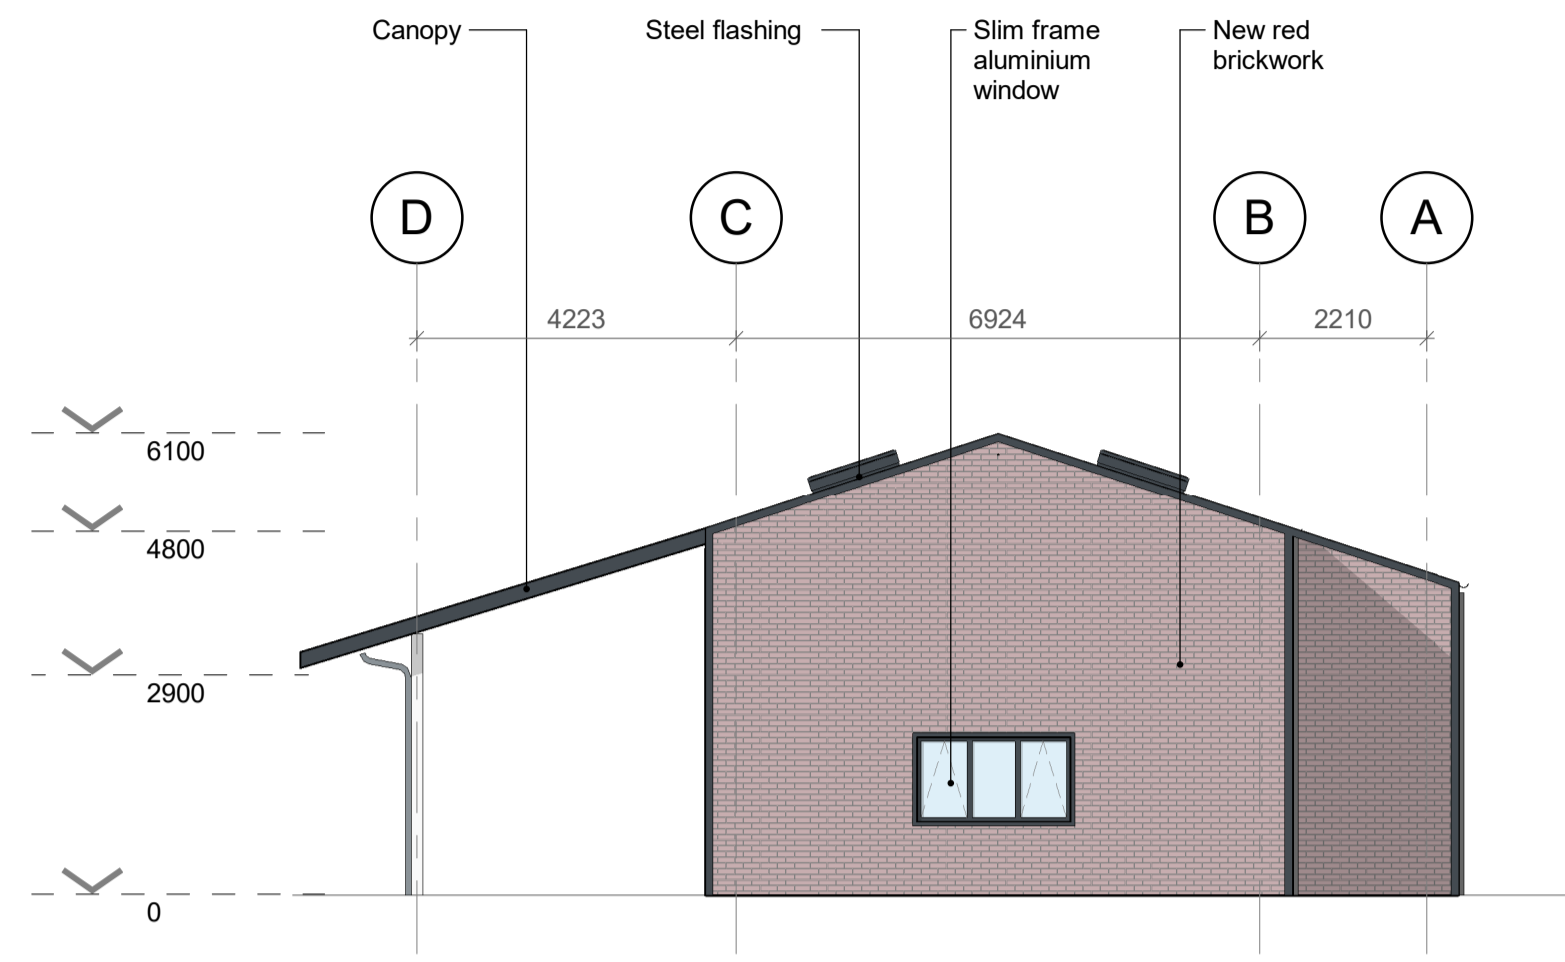 Canopy
Steel flashing
Slim frame
aluminium
window
New red
brickwork
D
C
B
A
4223
6924
2210
6100
4800
2900
0